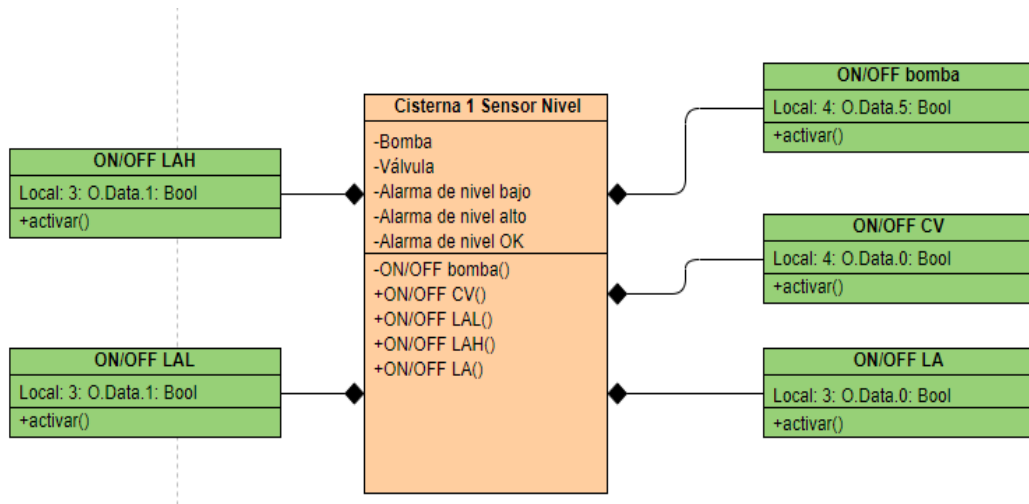 ON/OFF LAH
Local: 3: O.Data.1: Bool
+activar()
ON/OFF LAL
Local: 3: O.Data.1: Bool
+activar()
Cisterna 1 Sensor Nivel
-Bomba
-Válvula
-Alarma de nivel bajo
-Alarma de nivel alto
-Alarma de nivel OK
-ON/OFF bomba()
+ON/OFF CV()
+ON/OFF LAL()
+ON/OFF LAH()
+ON/OFF LA()
ON/OFF bomba
Local: 4: O.Data.5: Bool
+activar()
ON/OFF CV
Local: 4: O.Data.0: Bool
+activar()
ON/OFF LA
Local: 3: O.Data.0: Bool
+activar()